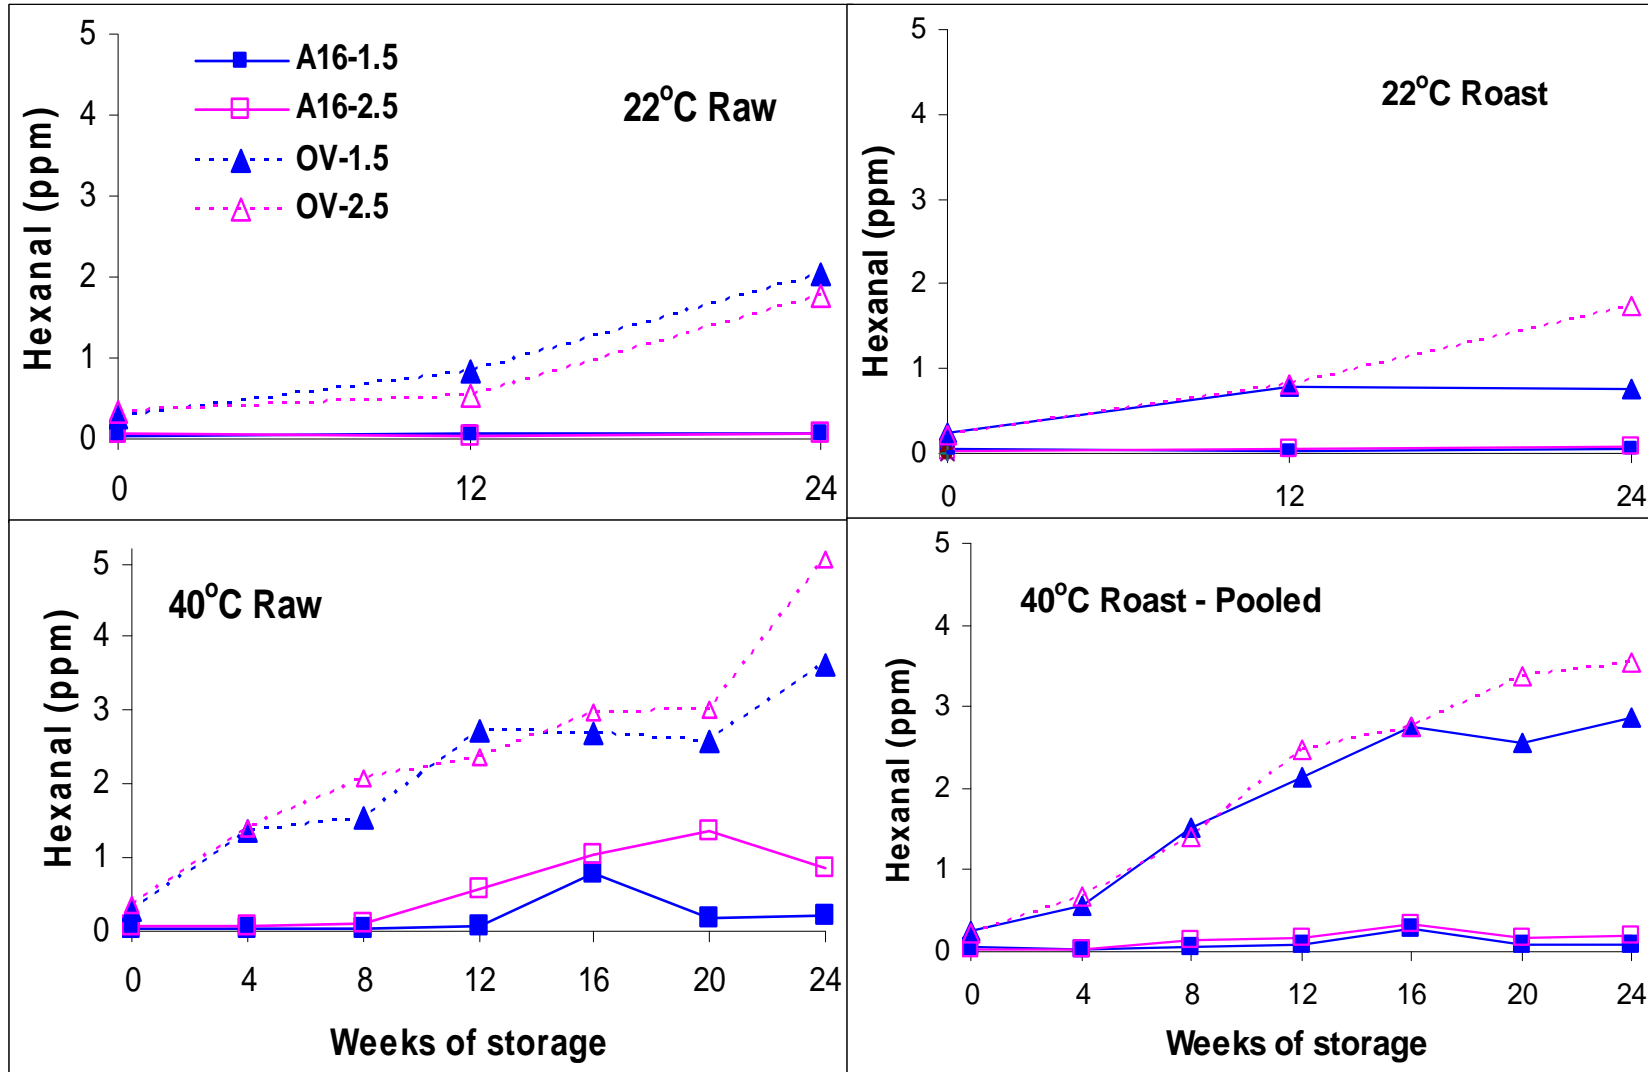 22°C Raw
Hexanal (ppm)
5
4
3
2
1
0
0 12 24
A16-1.5
A16-2.5
OV-1.5
OV-2.5
22°C Roast
Hexanal (ppm)
5
4
3
2
1
0
0 12 24
40°C Raw
Hexanal (ppm)
5
4
3
2
1
0
0 4 8 12 16 20 24
Weeks of storage
40°C Roast - Pooled
Hexanal (ppm)
5
4
3
2
1
0
0 4 8 12 16 20 24
Weeks of storage